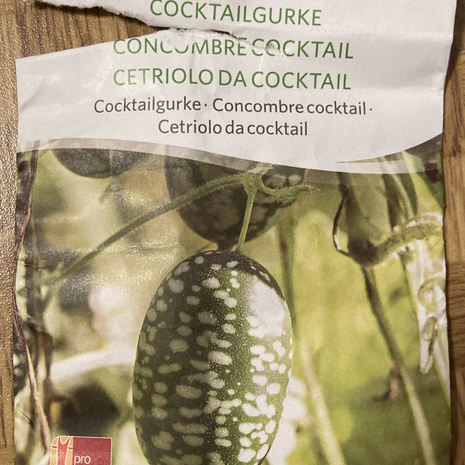 COCKTAILGURKE
CONCOMBRE COCKTAIL
CETRIOLO DA COCKTAIL
Cocktailgurke · Concombre cocktail ·
Cetriolo da cocktail
pro